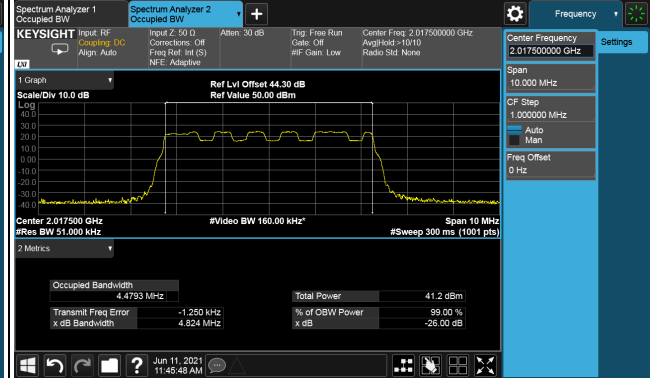 Spectrum Analyzer 1
Occupied BW
Spectrum Analyzer 2
Occupied BW
Frequency
KEYSIGHT
Input: RF
Coupling: DC
Align: Auto
Input Z: 50 Ω
Corrections: Off
Freq Ref: Int (S)
NFE: Adaptive
Atten: 30 dB
Trig: Free Run
Gate: Off
#IF Gain: Low
Center Freq: 2.017500000 GHz
Avg|Hold:>10/10
Radio Std: None
LXI
Center Frequency
2.017500000 GHz
Settings
Span
10.000 MHz
CF Step
1.000000 MHz
Auto
Man
Freq Offset
0 Hz
1 Graph
Scale/Div 10.0 dB
Ref Lvl Offset 44.30 dB
Ref Value 50.00 dBm
Log
40.0
30.0
20.0
10.0
0.00
-10.0
-20.0
-30.0
-40.0
Center 2.017500 GHz
#Res BW 51.000 kHz
#Video BW 160.00 kHz*
Span 10 MHz
#Sweep 300 ms (1001 pts)
2 Metrics
Occupied Bandwidth
4.4793 MHz
Transmit Freq Error -1.250 kHz
x dB Bandwidth 4.824 MHz
Total Power 41.2 dBm
% of OBW Power 99.00 %
x dB -26.00 dB
?
Jun 11, 2021
11:45:48 AM